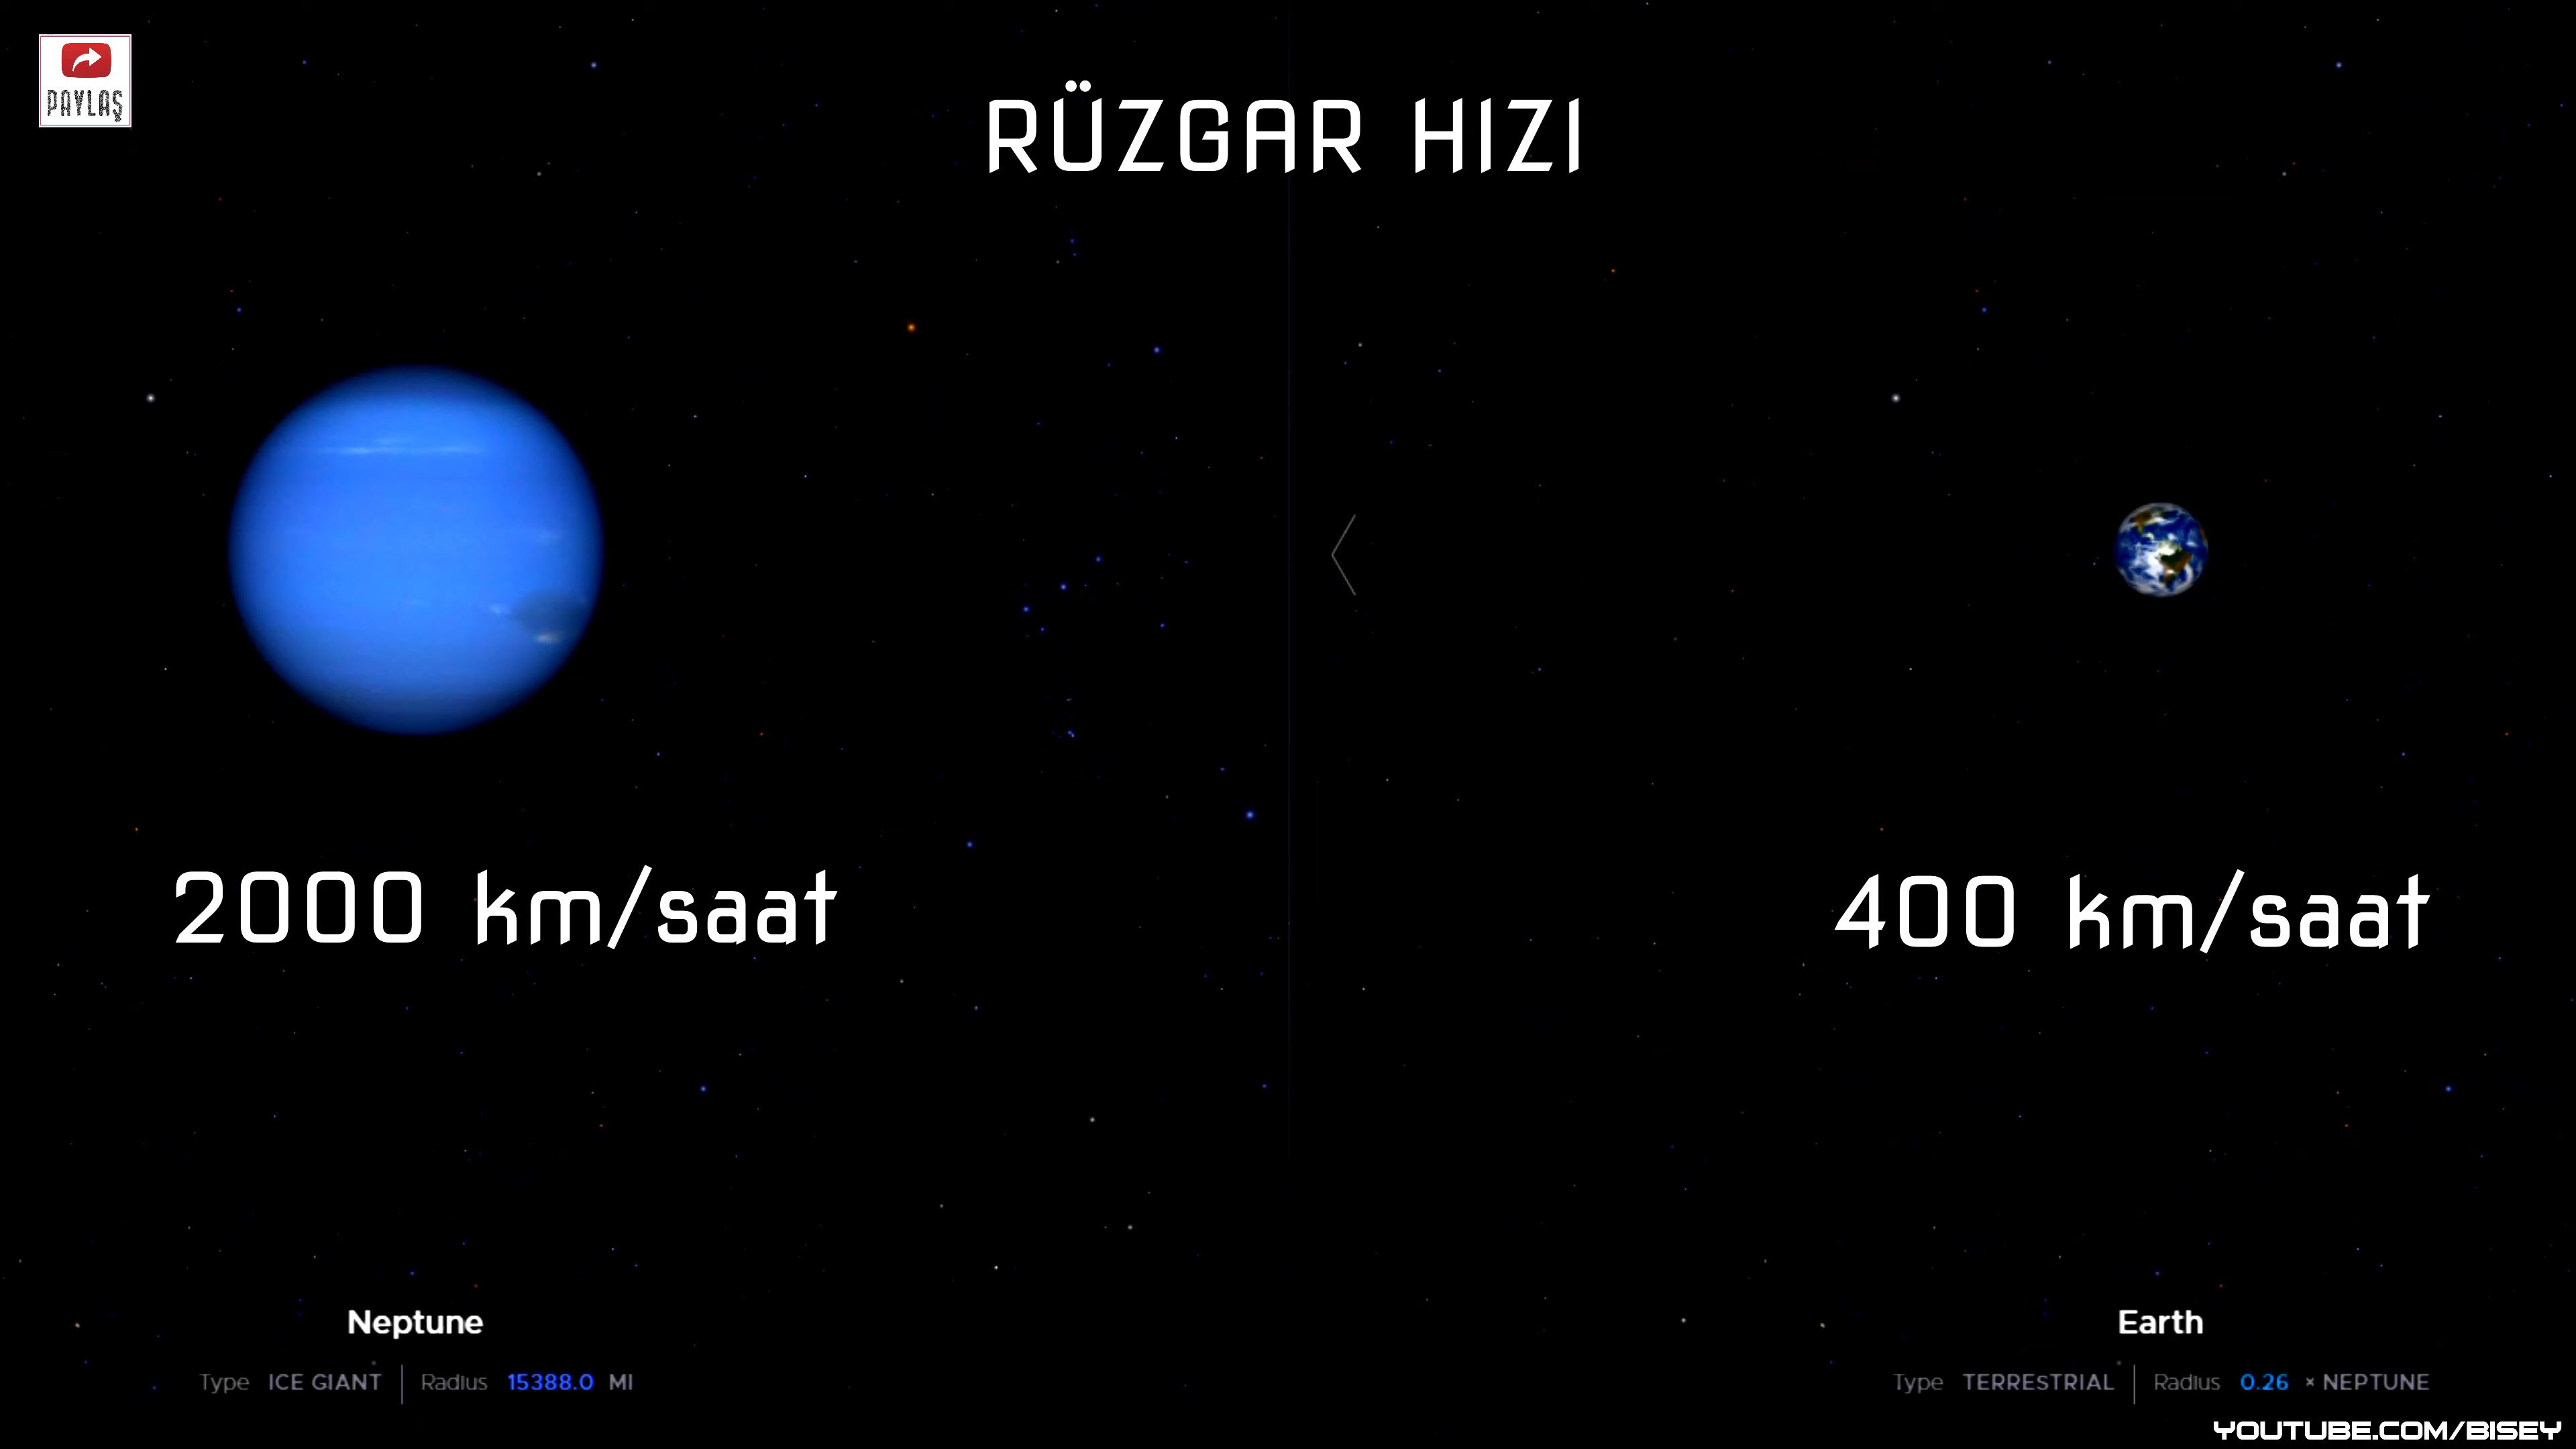 PAYLAŞ
RÜZGAR HIZI
2000 km/saat
400 km/saat
Neptune
Type ICE GIANT | Radius 15388.0 MI
Earth
Type TERRESTRIAL | Radius 0.26 × NEPTUNE
YOUTUBE.COM/BISEY